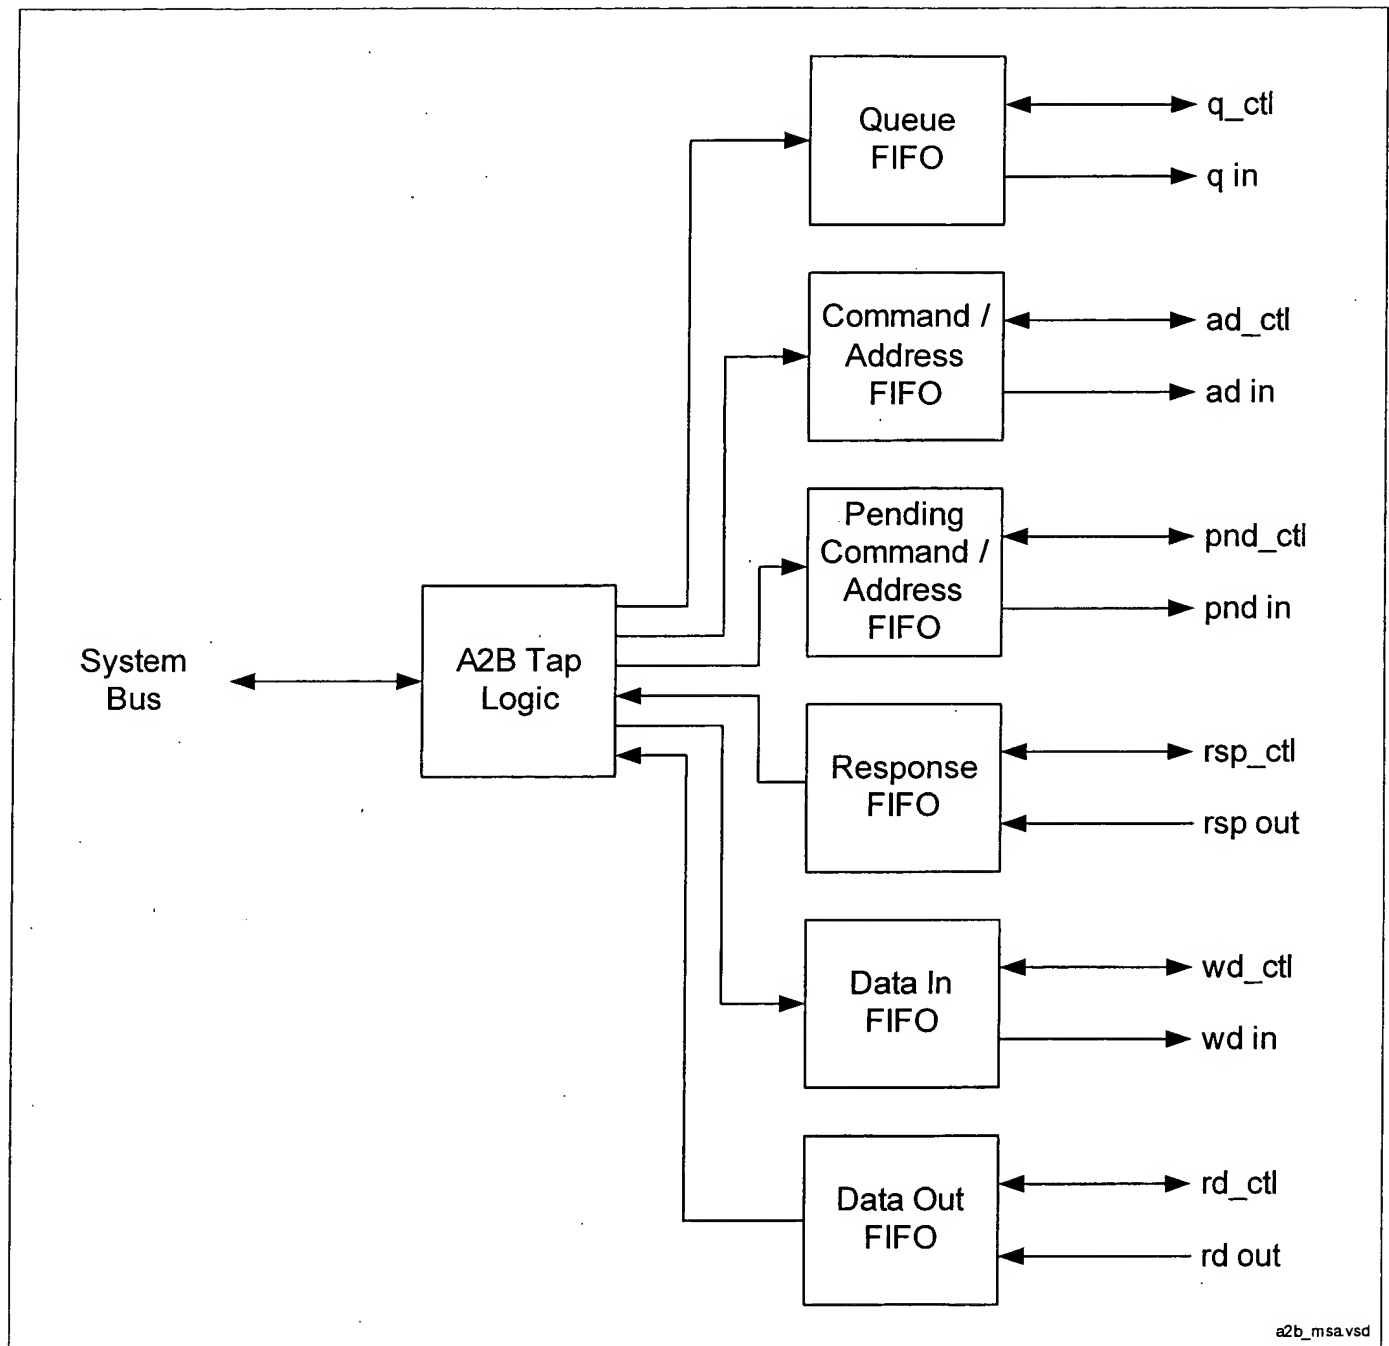 Queue
FIFO
q_ctl
q in
Command /
Address
FIFO
ad_ctl
ad in
Pending
Command /
Address
FIFO
pnd_ctl
pnd in
System
Bus
A2B Tap
Logic
Response
FIFO
rsp_ctl
rsp out
Data In
FIFO
wd_ctl
wd in
Data Out
FIFO
rd_ctl
rd out
a2b_msa.vsd